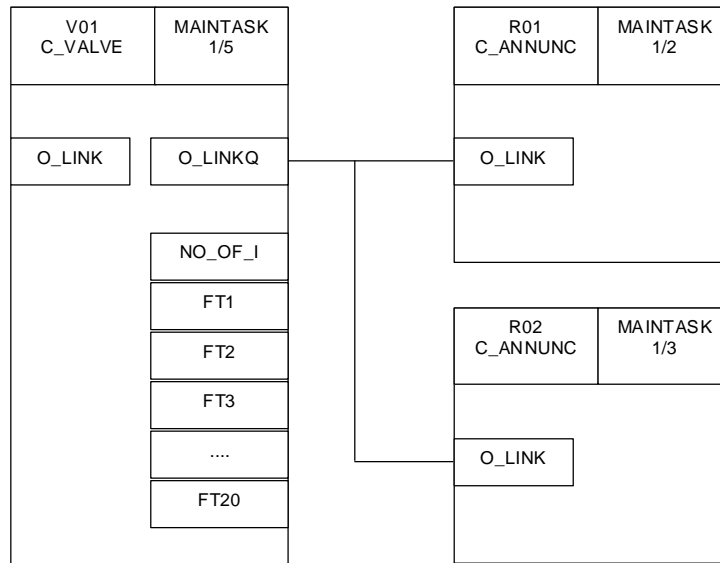 V01
C_VALVE
MAINTASK
1/5
O_LINK
O_LINKQ
NO_OF_I
FT1
FT2
FT3
....
FT20
R01
C_ANNUNC
MAINTASK
1/2
O_LINK
R02
C_ANNUNC
MAINTASK
1/3
O_LINK